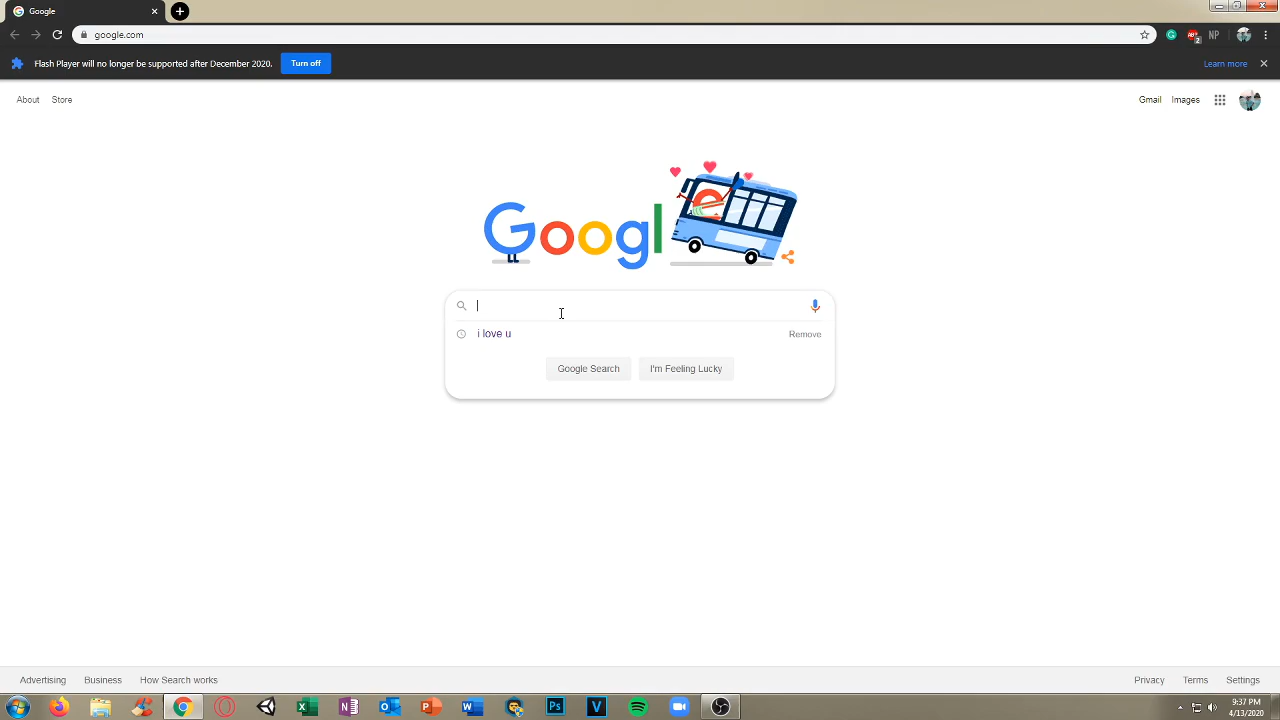 Google
google.com
Flash Player will no longer be supported after December 2020. Turn off Learn more
About Store Gmail Images
Google
i love u Remove
Google Search I'm Feeling Lucky
Advertising Business How Search works Privacy Terms Settings
9:37 PM
4/13/2020